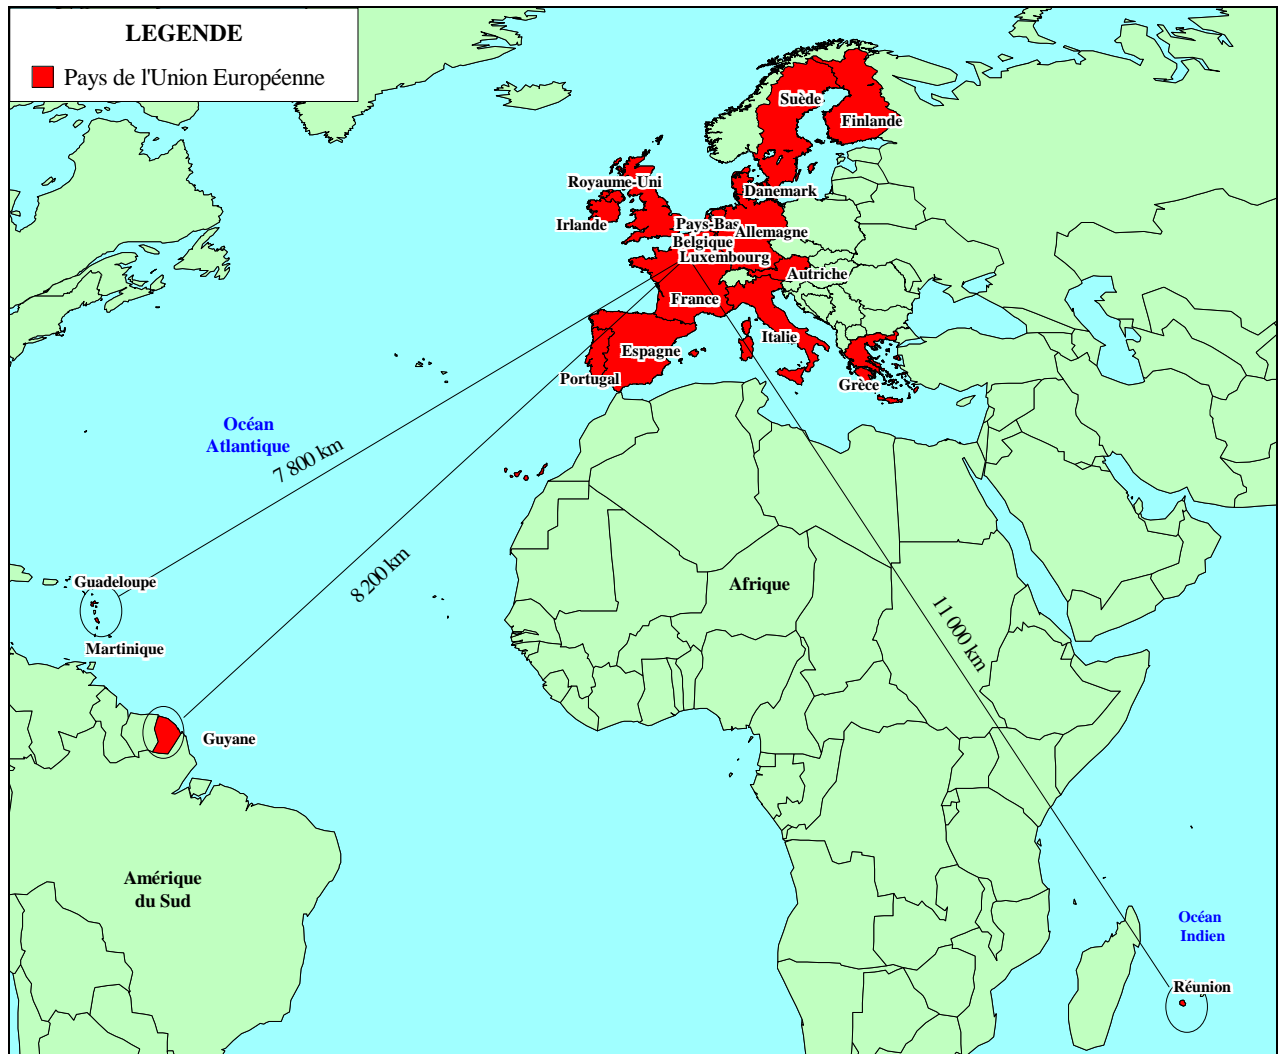 LEGENDE
Pays de l'Union Européenne
Suède
Finlande
Royaume-Uni
Danemark
Irlande
Pays-Bas
Allemagne
Belgique
Luxembourg
Autriche
France
Italie
Espagne
Portugal
Grèce
Océan
Atlantique
7 800 km
8 200 km
Guadeloupe
Afrique
11 000 km
Martinique
Guyane
Amérique
du Sud
Océan
Indien
Réunion